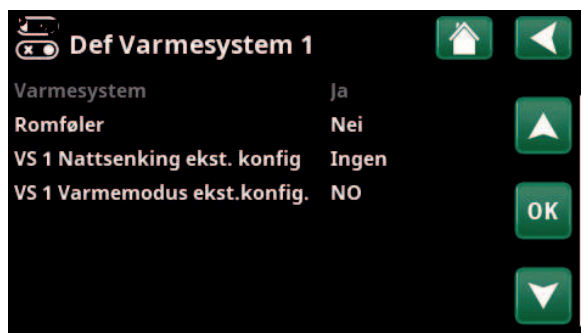 Def Varmesystem 1
Varmesystem Ja
Romføler Nei
VS 1 Nattsenking ekst. konfig Ingen
VS 1 Varmemodus ekst.konfig. NO
OK